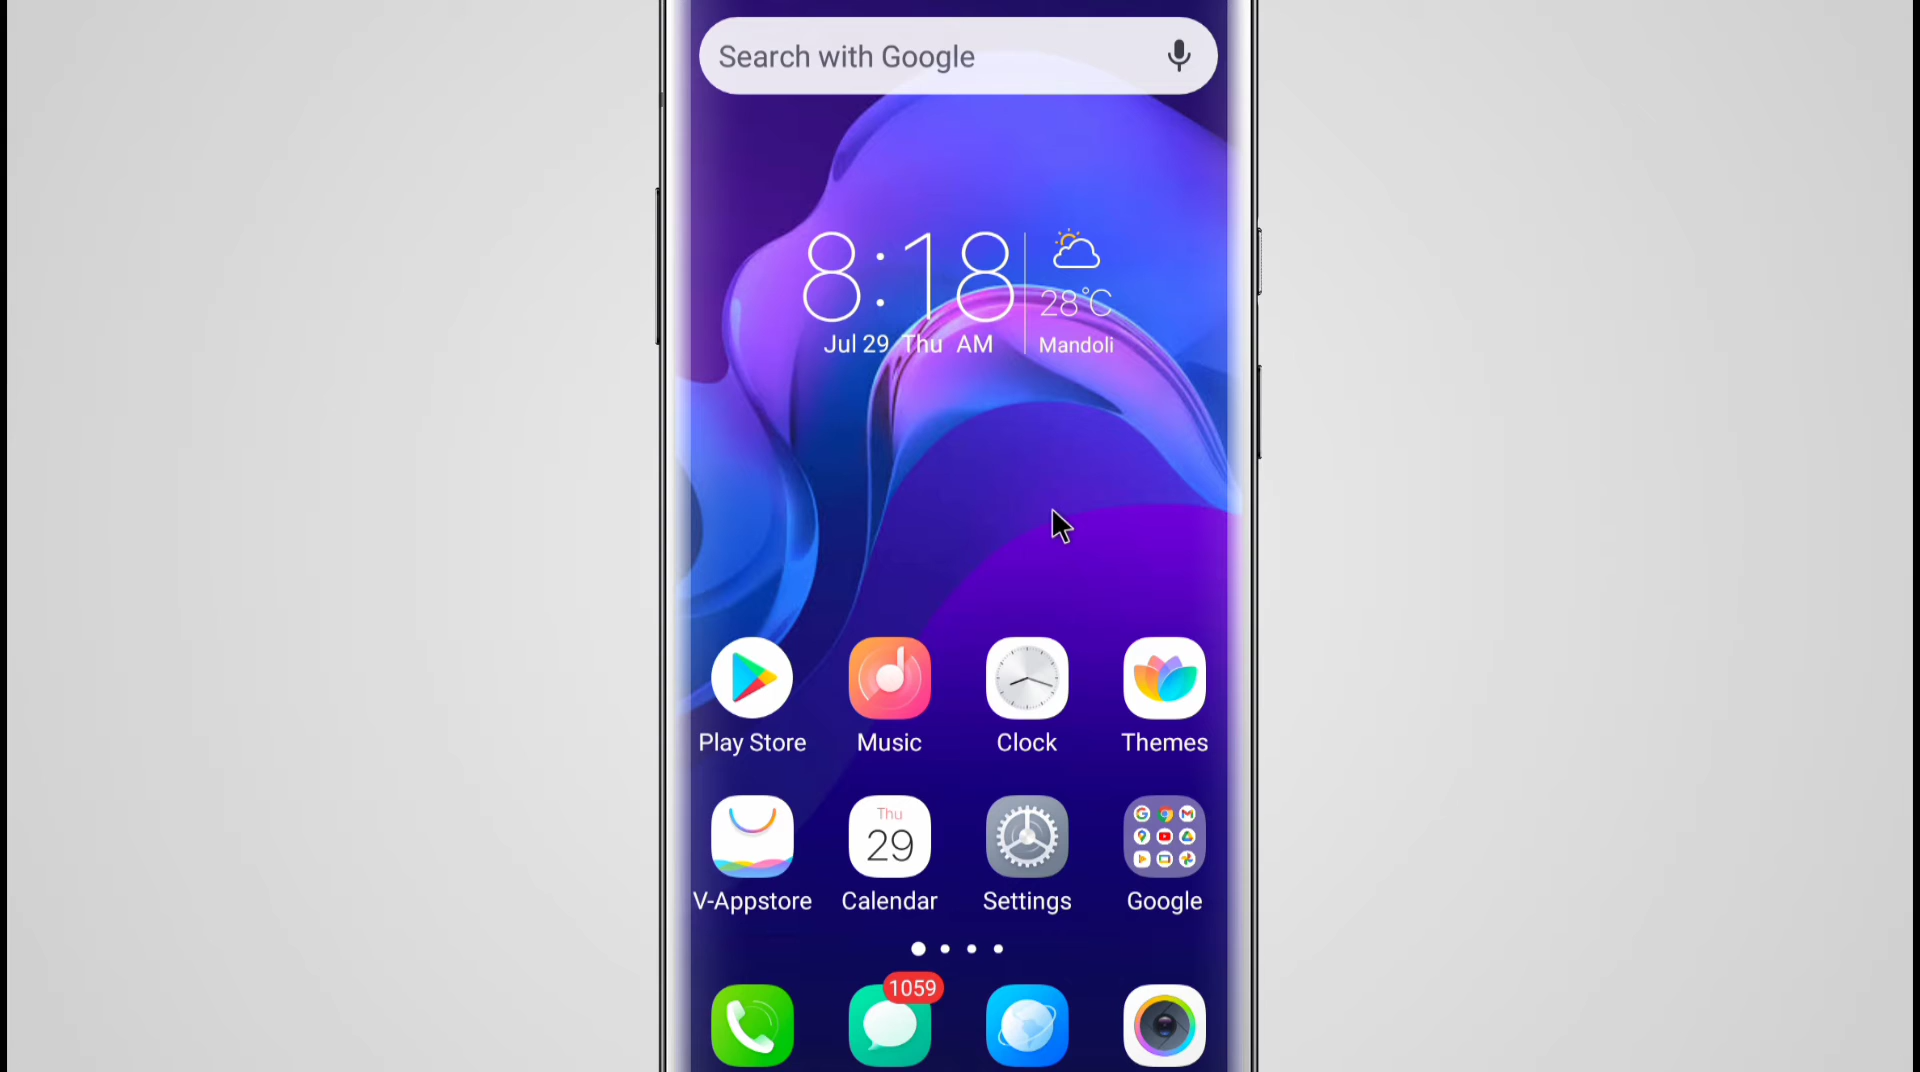 Search with Google
8:18
28°C
Jul 29 Thu AM
Mandoli
Play Store
Music
Clock
Themes
Thu
29
V-Appstore
Calendar
Settings
Google
1059